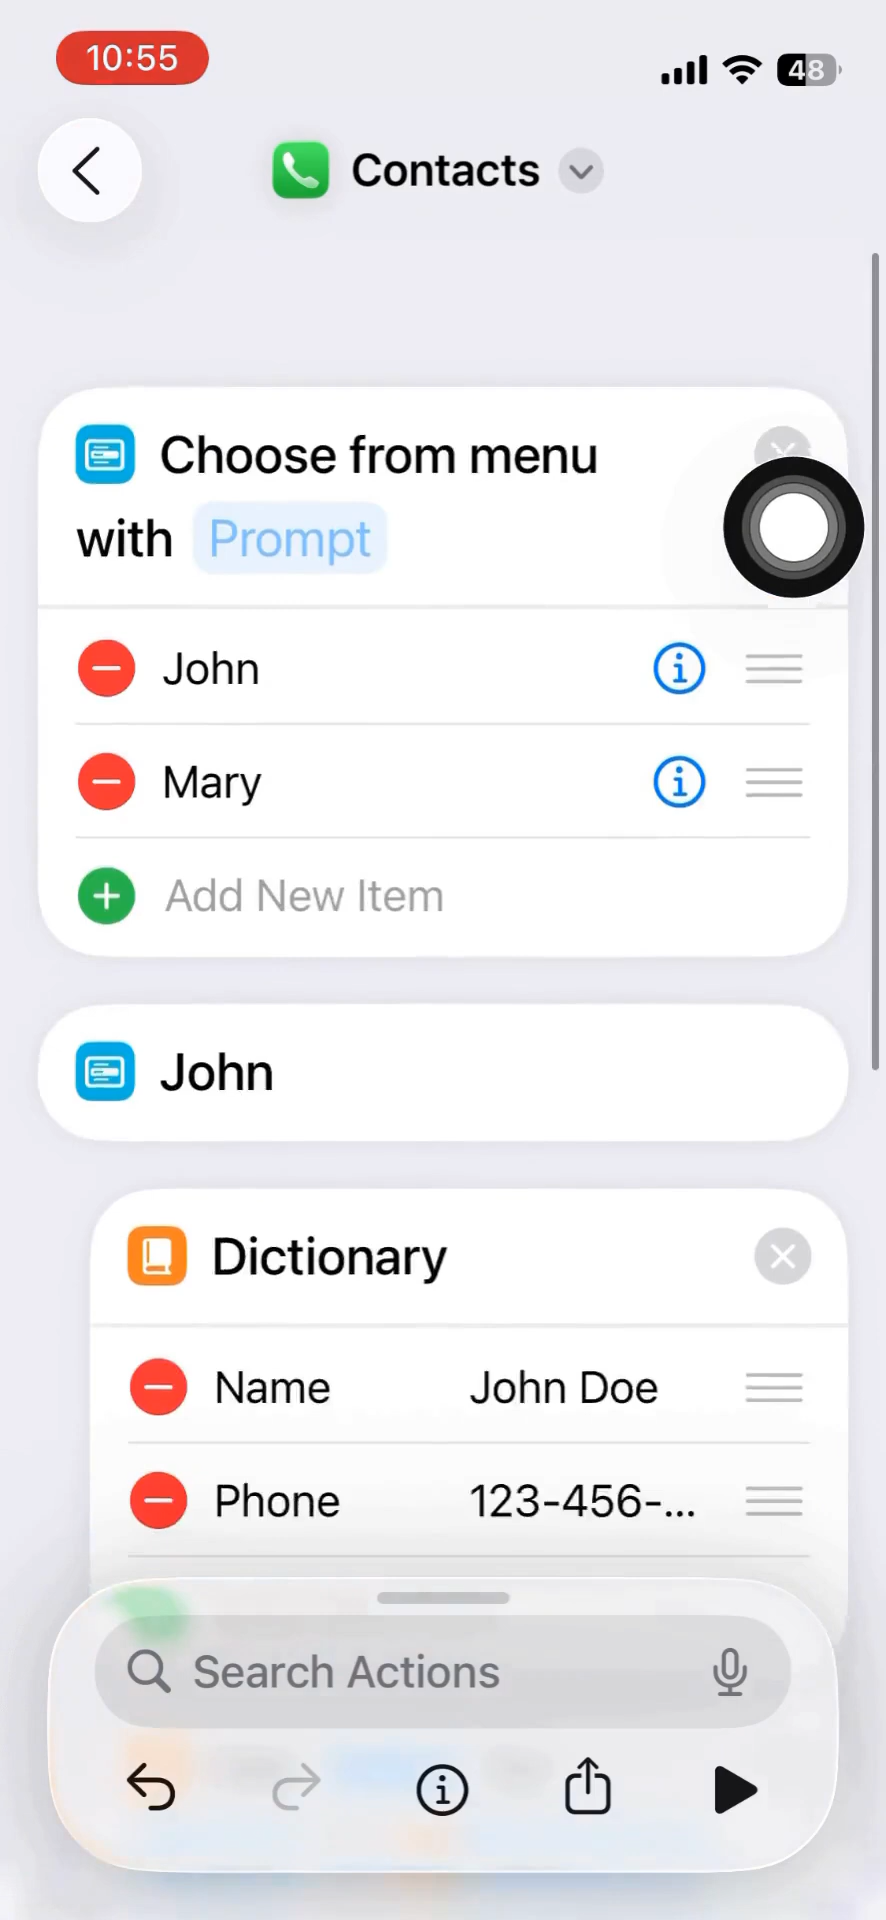 10:55
48
Contacts
Choose from menu
with Prompt
John
Mary
Add New Item
John
Dictionary
Name John Doe
Phone 123-456-...
Search Actions